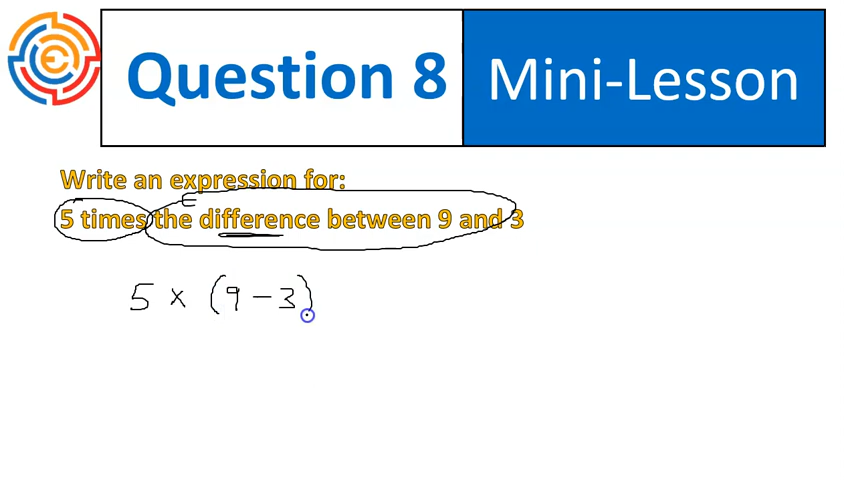 Question 8 Mini-Lesson
Write an expression for:
5 times the difference between 9 and 3
5 × (9 − 3)